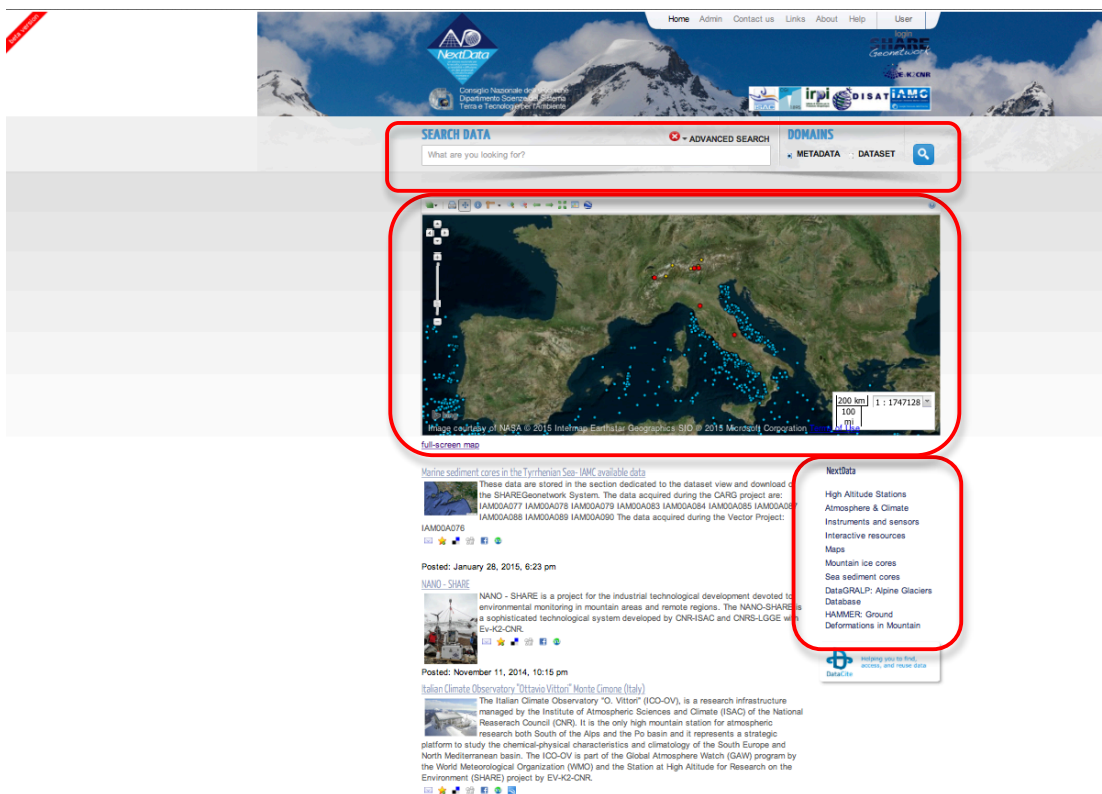 beta version
Home Admin Contact us Links About Help User
login
NextData
SHARE
Geonetwork
Consiglio Nazionale delle Ricerche
Dipartimento Scienze del Sistema
Terra e Tecnologie per l'Ambiente
ISAC irpi DISAT IAMC
SEARCH DATA
ADVANCED SEARCH
DOMAINS
What are you looking for?
METADATA DATASET
200 km
100
mi
1 : 1747128
Image courtesy of NASA © 2015 Intermap Earthstar Geographics SIO © 2015 Microsoft Corporation Terms of Use
full-screen map
Marine sediment cores in the Tyrrhenian Sea- IAMC available data
These data are stored in the section dedicated to the dataset view and download of
the SHAREGeonetwork System. The data acquired during the CARG project are:
IAM00A077 IAM00A078 IAM00A079 IAM00A083 IAM00A084 IAM00A085 IAM00A087
IAM00A088 IAM00A089 IAM00A090 The data acquired during the Vector Project:
IAM00A076
Posted: January 28, 2015, 6:23 pm
NANO - SHARE
NANO - SHARE is a project for the industrial technological development devoted to
environmental monitoring in mountain areas and remote regions. The NANO-SHARE is
a sophisticated technological system developed by CNR-ISAC and CNRS-LGGE with
Ev-K2-CNR.
Posted: November 11, 2014, 10:15 pm
Italian Climate Observatory "Ottavio Vittori" Monte Cimone (Italy)
The Italian Climate Observatory "O. Vittori" (ICO-OV), is a research infrastructure
managed by the Institute of Atmospheric Sciences and Climate (ISAC) of the National
Reaserach Council (CNR). It is the only high mountain station for atmospheric
research both South of the Alps and the Po basin and it represents a strategic
platform to study the chemical-physical characteristics and climatology of the South Europe and
North Mediterranean basin. The ICO-OV is part of the Global Atmosphere Watch (GAW) program by
the World Meteorological Organization (WMO) and the Station at High Altitude for Research on the
Environment (SHARE) project by EV-K2-CNR.
NextData
High Altitude Stations
Atmosphere & Climate
Instruments and sensors
Interactive resources
Maps
Mountain ice cores
Sea sediment cores
DataGRALP: Alpine Glaciers
Database
HAMMER: Ground
Deformations in Mountain
DataCite
Helping you to find,
access, and reuse data